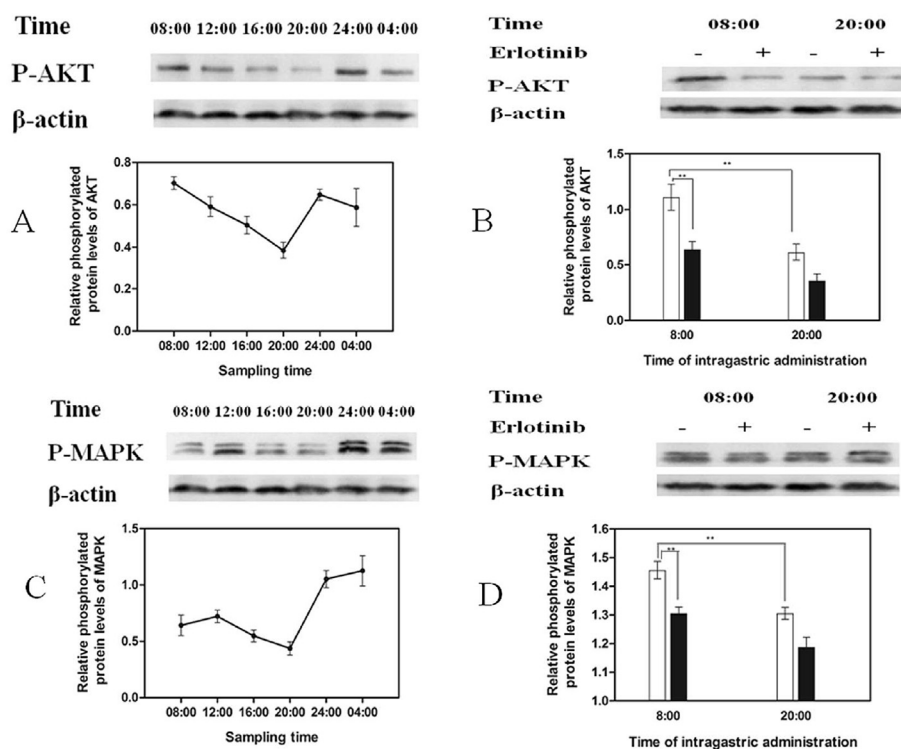 Time 08:00 12:00 16:00 20:00 24:00 04:00
P-AKT
β-actin
A
Relative phosphorylated
protein levels of AKT
0.8
0.6
0.4
0.2
0.0
08:00 12:00 16:00 20:00 24:00 04:00
Sampling time
Time 08:00 20:00
Erlotinib - + - +
P-AKT
β-actin
B
Relative phosphorylated
protein levels of AKT
1.5
1.0
0.5
0.0
**
**
8:00 20:00
Time of intragastric administration
Time 08:00 12:00 16:00 20:00 24:00 04:00
P-MAPK
β-actin
C
Relative phosphorylated
protein levels of MAPK
1.5
1.0
0.5
0.0
08:00 12:00 16:00 20:00 24:00 04:00
Sampling time
Time 08:00 20:00
Erlotinib - + - +
P-MAPK
β-actin
D
Relative phosphorylated
protein levels of MAPK
1.6
1.5
1.4
1.3
1.2
1.1
1.0
**
**
8:00 20:00
Time of intragastric administration